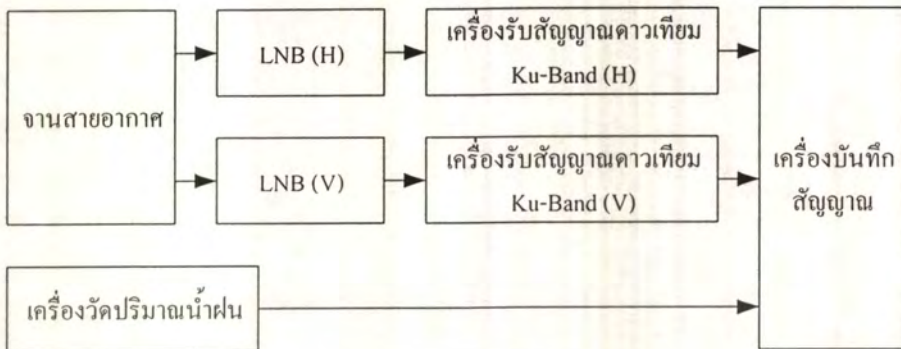 จานสายอากาศ
LNB (H)
เครื่องรับสัญญาณดาวเทียม
Ku-Band (H)
LNB (V)
เครื่องรับสัญญาณดาวเทียม
Ku-Band (V)
เครื่องบันทึก
สัญญาณ
เครื่องวัดปริมาณน้ำฝน